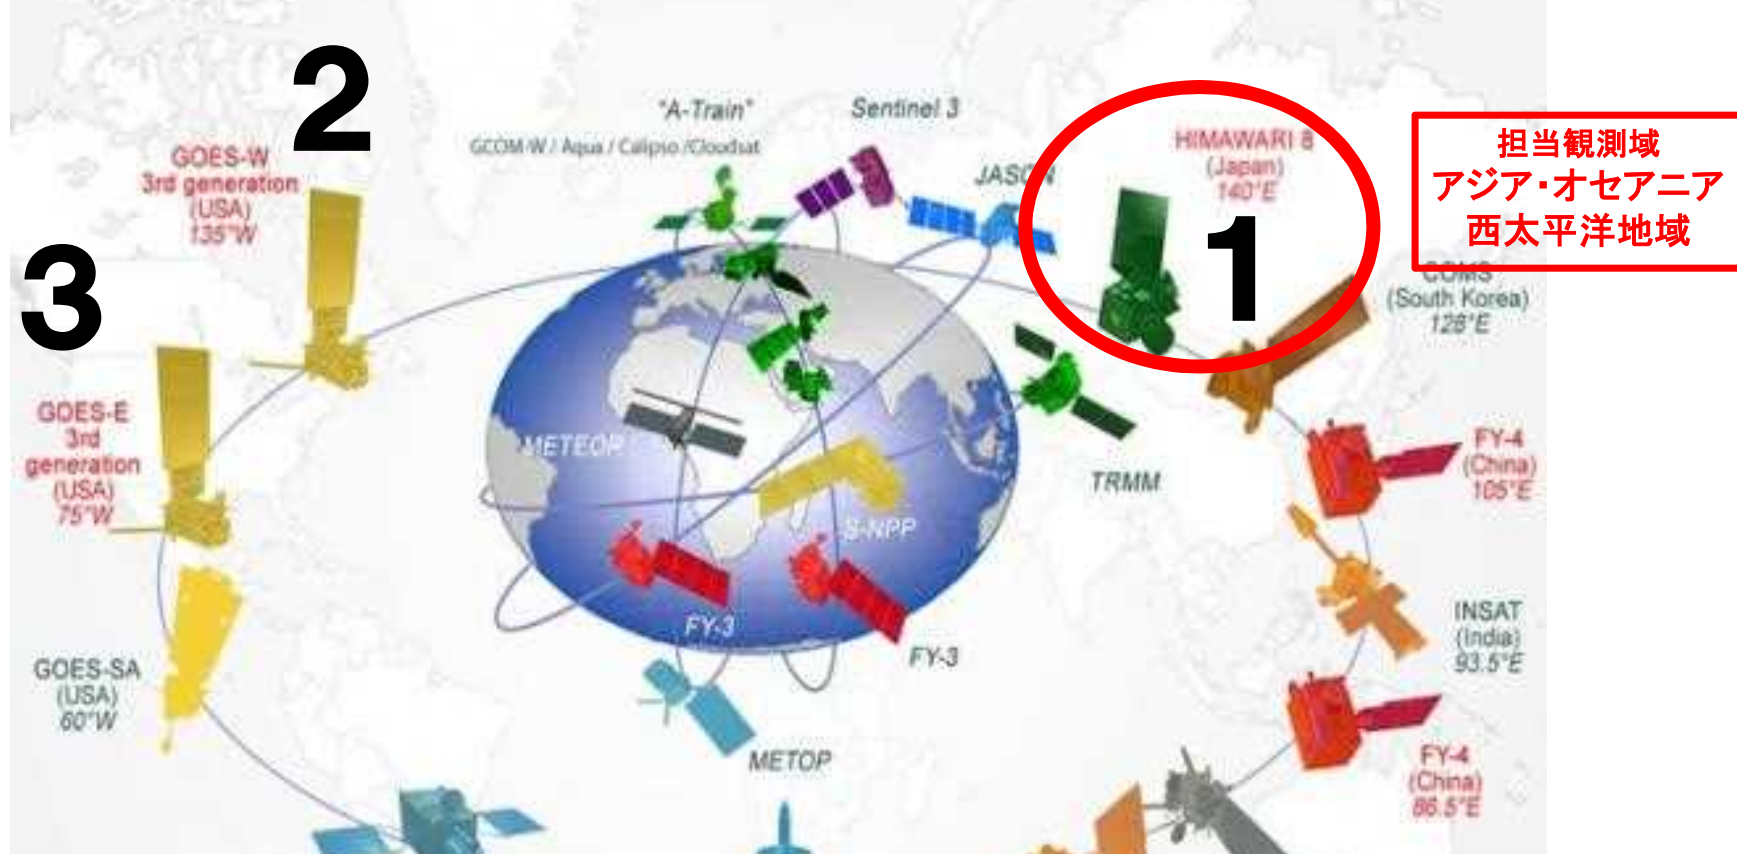 2
"A-Train"
GCOM-W / Aqua / Calipso /Cloudsat
Sentinel 3
JASON
HIMAWARI 8
(Japan)
140°E
1
担当観測域
アジア・オセアニア
西太平洋地域
GOES-W
3rd generation
(USA)
135°W
3
COMS
(South Korea)
128°E
GOES-E
3rd
generation
(USA)
75°W
METEOR
TRMM
FY-4
(China)
105°E
S-NPP
FY-3
FY-3
INSAT
(India)
93.5°E
GOES-SA
(USA)
60°W
METOP
FY-4
(China)
86.5°E